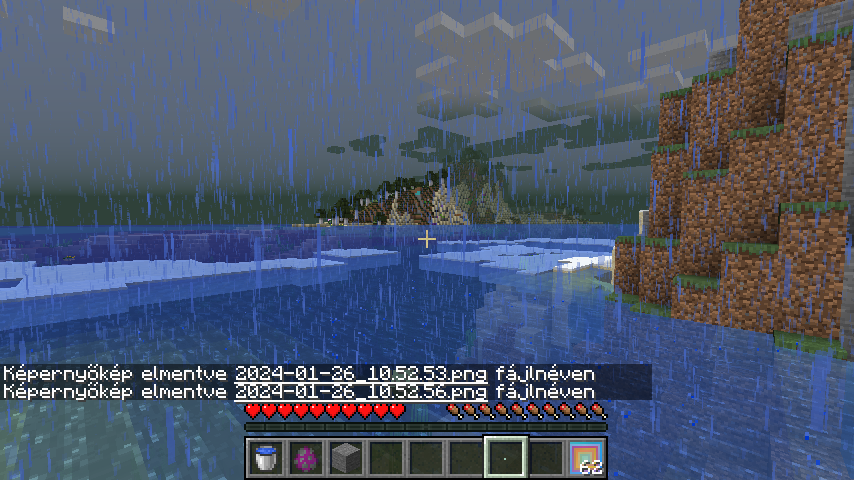 Képernyőkép elmentve 2024-01-26_10.52.53.png fájlnéven
Képernyőkép elmentve 2024-01-26_10.52.56.png fájlnéven
62